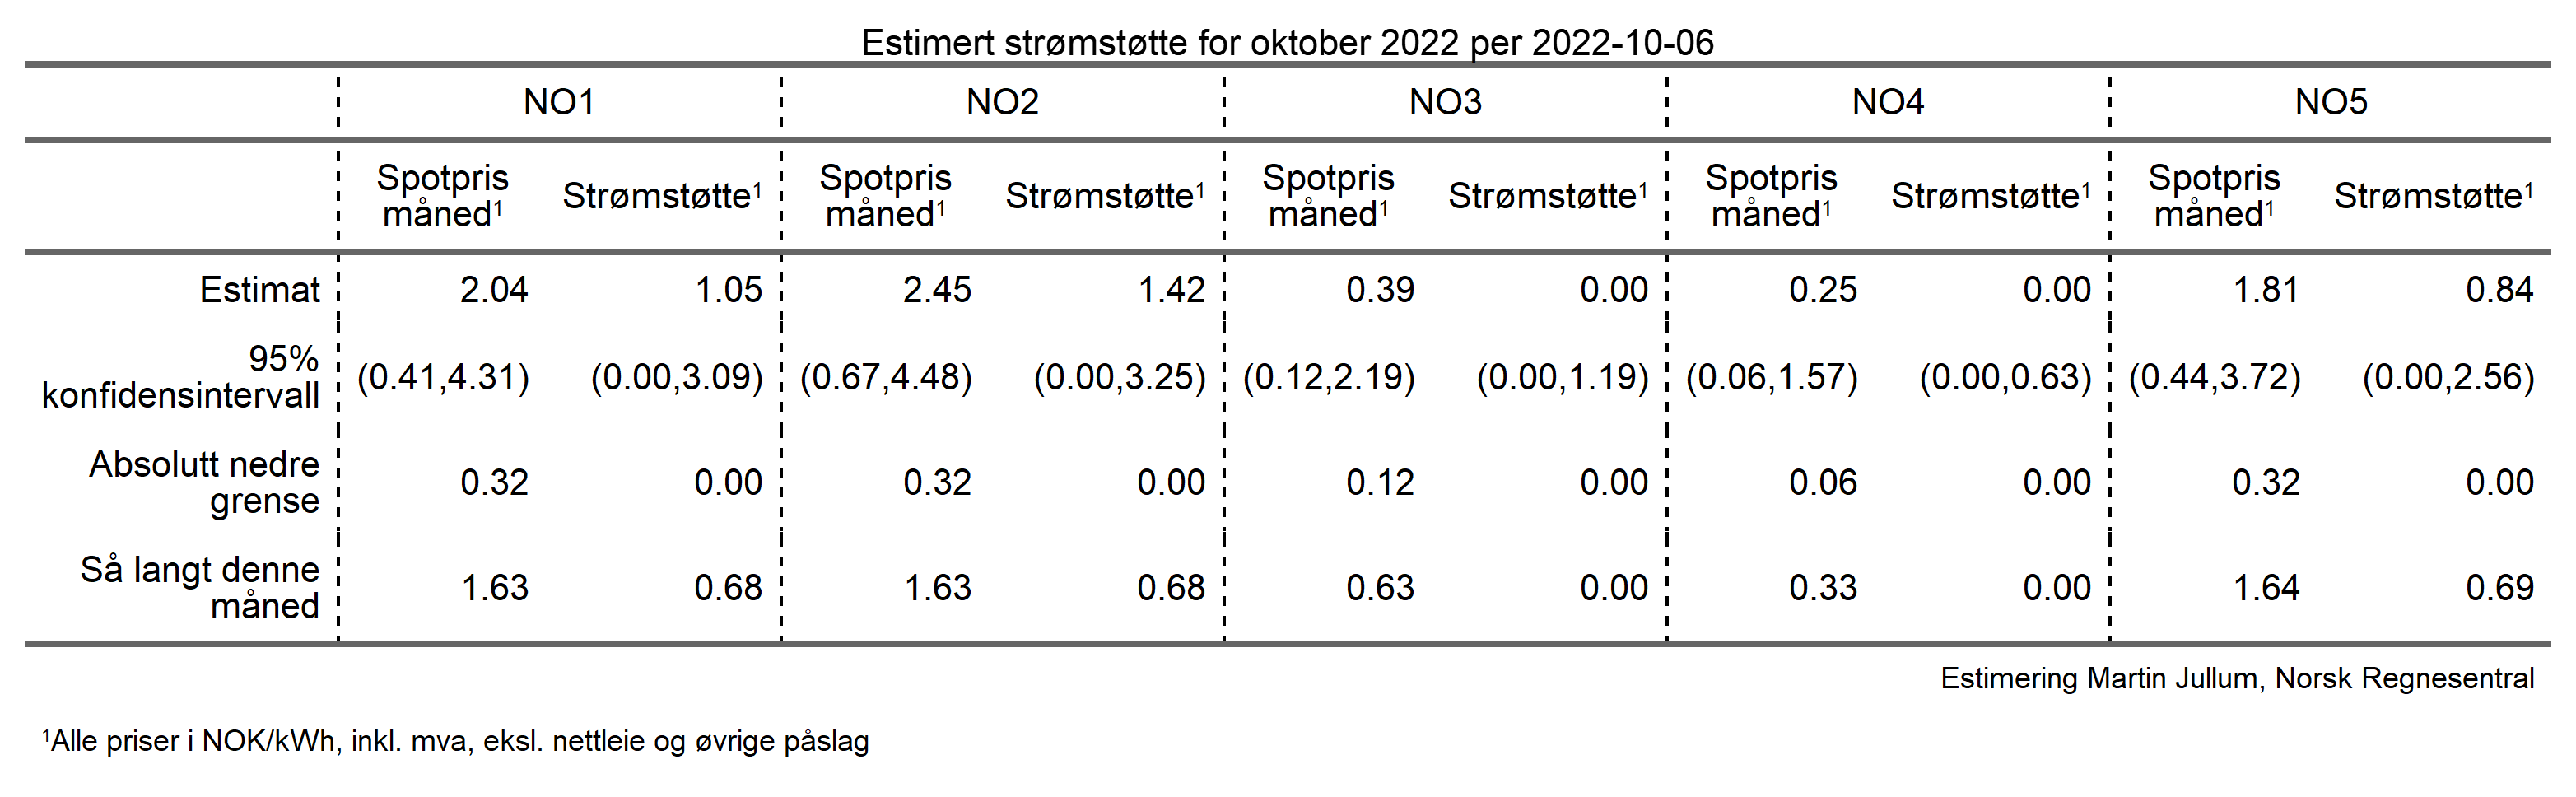 Estimert strømstøtte for oktober 2022 per 2022-10-06
NO1 NO2 NO3 NO4 NO5
Spotpris måned¹ Strømstøtte¹ Spotpris måned¹ Strømstøtte¹ Spotpris måned¹ Strømstøtte¹ Spotpris måned¹ Strømstøtte¹ Spotpris måned¹ Strømstøtte¹
Estimat 2.04 1.05 2.45 1.42 0.39 0.00 0.25 0.00 1.81 0.84
95% konfidensintervall (0.41,4.31) (0.00,3.09) (0.67,4.48) (0.00,3.25) (0.12,2.19) (0.00,1.19) (0.06,1.57) (0.00,0.63) (0.44,3.72) (0.00,2.56)
Absolutt nedre grense 0.32 0.00 0.32 0.00 0.12 0.00 0.06 0.00 0.32 0.00
Så langt denne måned 1.63 0.68 1.63 0.68 0.63 0.00 0.33 0.00 1.64 0.69
Estimering Martin Jullum, Norsk Regnesentral
¹Alle priser i NOK/kWh, inkl. mva, eksl. nettleie og øvrige påslag